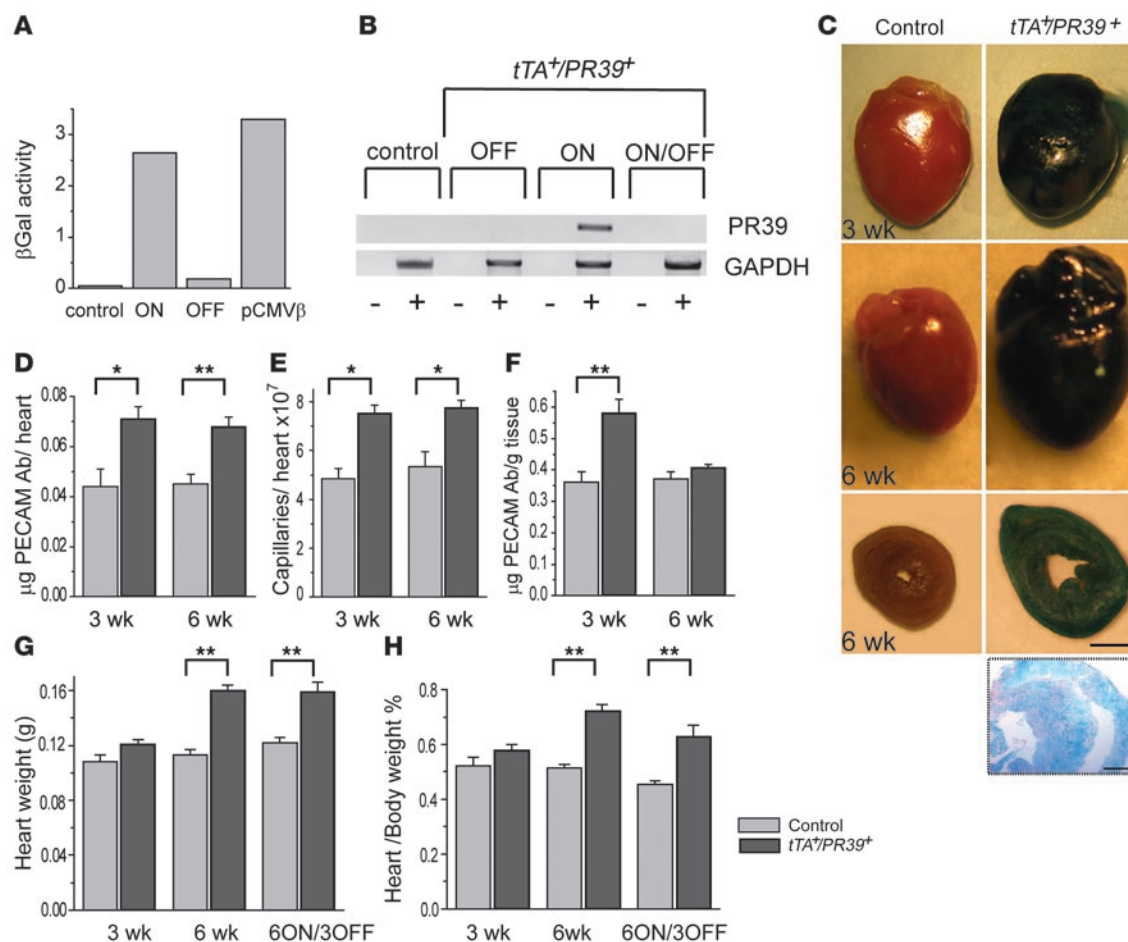 A
βGal activity
3
2
1
0
control ON OFF pCMVβ
B
tTA+/PR39+
control OFF ON ON/OFF
PR39
GAPDH
- + - + - + - +
C
Control tTA+/PR39+
3 wk
6 wk
6 wk
D
* **
µg PECAM Ab/ heart
0.08
0.06
0.04
0.02
0.00
3 wk 6 wk
E
* *
Capillaries/ heart x10⁷
10
8
6
4
2
0
3 wk 6 wk
F
**
µg PECAM Ab/g tissue
0.6
0.5
0.4
0.3
0.2
0.1
0.0
3 wk 6 wk
G
** **
Heart weight (g)
0.16
0.12
0.08
0.04
0.00
3 wk 6 wk 6ON/3OFF
H
** **
Heart /Body weight %
0.8
0.6
0.4
0.2
0.0
3 wk 6wk 6ON/3OFF
Control
tTA+/PR39+